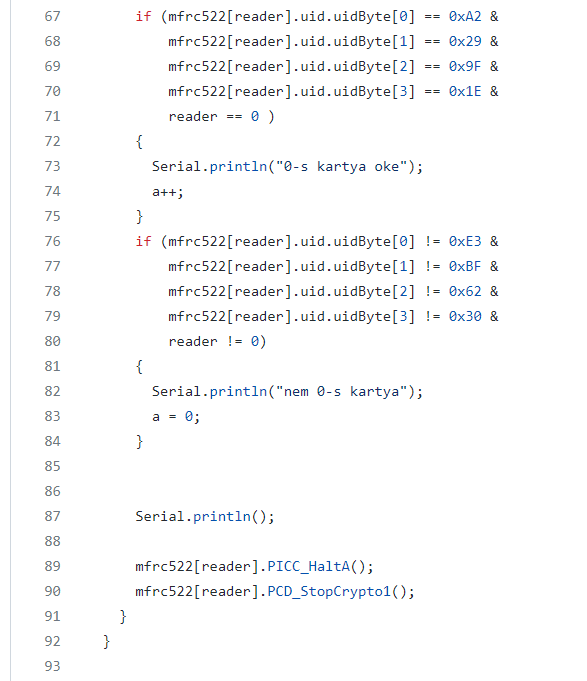 67 if (mfrc522[reader].uid.uidByte[0] == 0xA2 &
68 mfrc522[reader].uid.uidByte[1] == 0x29 &
69 mfrc522[reader].uid.uidByte[2] == 0x9F &
70 mfrc522[reader].uid.uidByte[3] == 0x1E &
71 reader == 0 )
72 {
73 Serial.println("0-s kartya oke");
74 a++;
75 }
76 if (mfrc522[reader].uid.uidByte[0] != 0xE3 &
77 mfrc522[reader].uid.uidByte[1] != 0xBF &
78 mfrc522[reader].uid.uidByte[2] != 0x62 &
79 mfrc522[reader].uid.uidByte[3] != 0x30 &
80 reader != 0)
81 {
82 Serial.println("nem 0-s kartya");
83 a = 0;
84 }
85
86
87 Serial.println();
88
89 mfrc522[reader].PICC_HaltA();
90 mfrc522[reader].PCD_StopCrypto1();
91 }
92 }
93